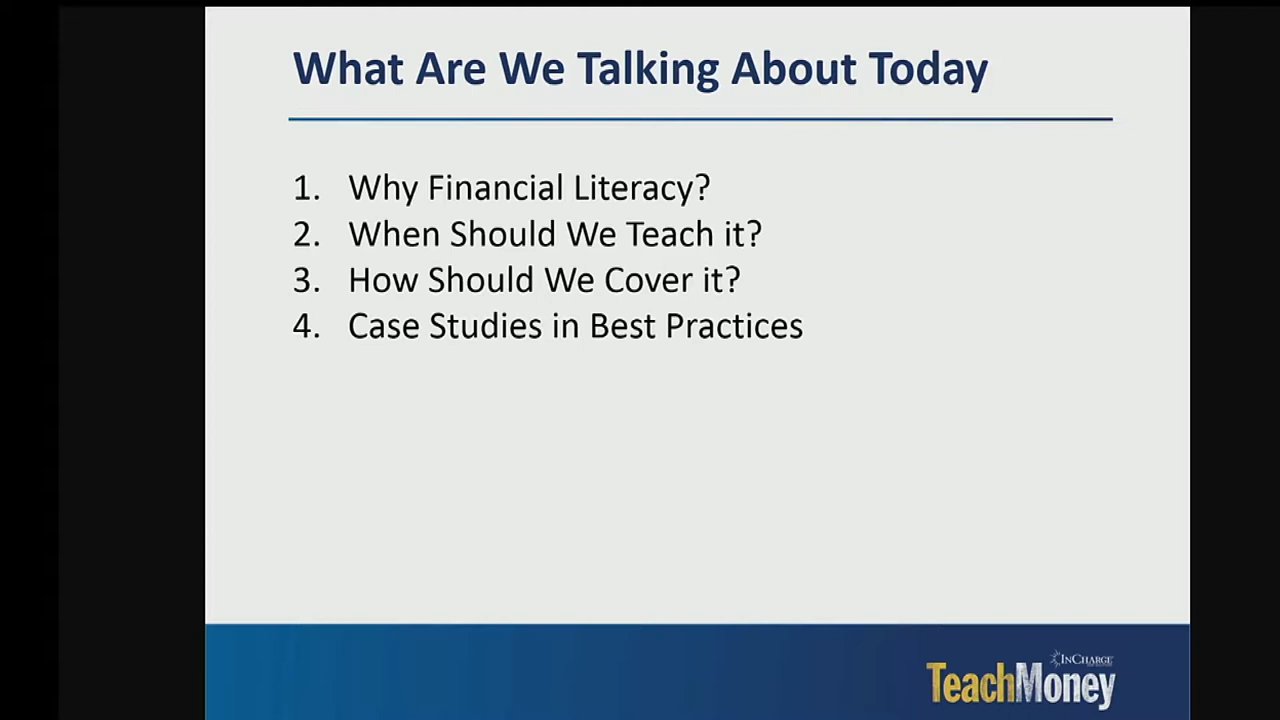 What Are We Talking About Today
1. Why Financial Literacy?
2. When Should We Teach it?
3. How Should We Cover it?
4. Case Studies in Best Practices
INCHARGE
TeachMoney